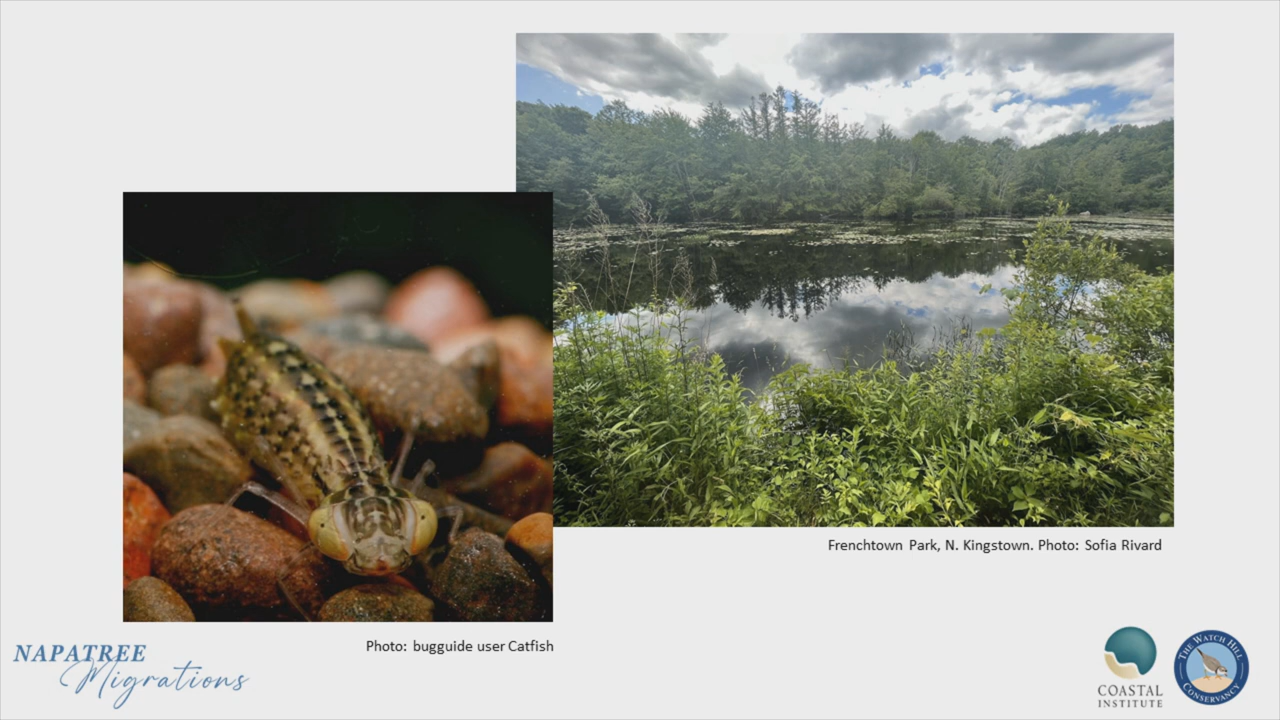 Frenchtown Park, N. Kingstown. Photo: Sofia Rivard
Photo: bugguide user Catfish
NAPATREE
Migrations
COASTAL
INSTITUTE
THE WATCH HILL
CONSERVANCY